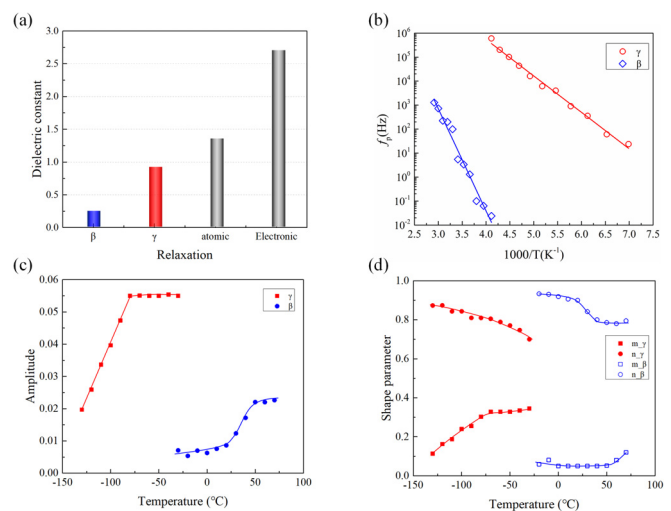 (a)
3.0
2.5
2.0
1.5
1.0
0.5
0.0
Dielectric constant
β
γ
atomic
Electronic
Relaxation
(b)
10^6
10^5
10^4
10^3
10^2
10^1
10^0
10^-1
10^-2
f_p(Hz)
γ
β
2.5 3.0 3.5 4.0 4.5 5.0 5.5 6.0 6.5 7.0 7.5
1000/T(K^-1)
(c)
0.06
0.05
0.04
0.03
0.02
0.01
0.00
Amplitude
γ
β
-150 -100 -50 0 50 100
Temperature (℃)
(d)
1.0
0.8
0.6
0.4
0.2
0.0
Shape parameter
m_γ
n_γ
m_β
n_β
-150 -100 -50 0 50 100
Temperature (℃)